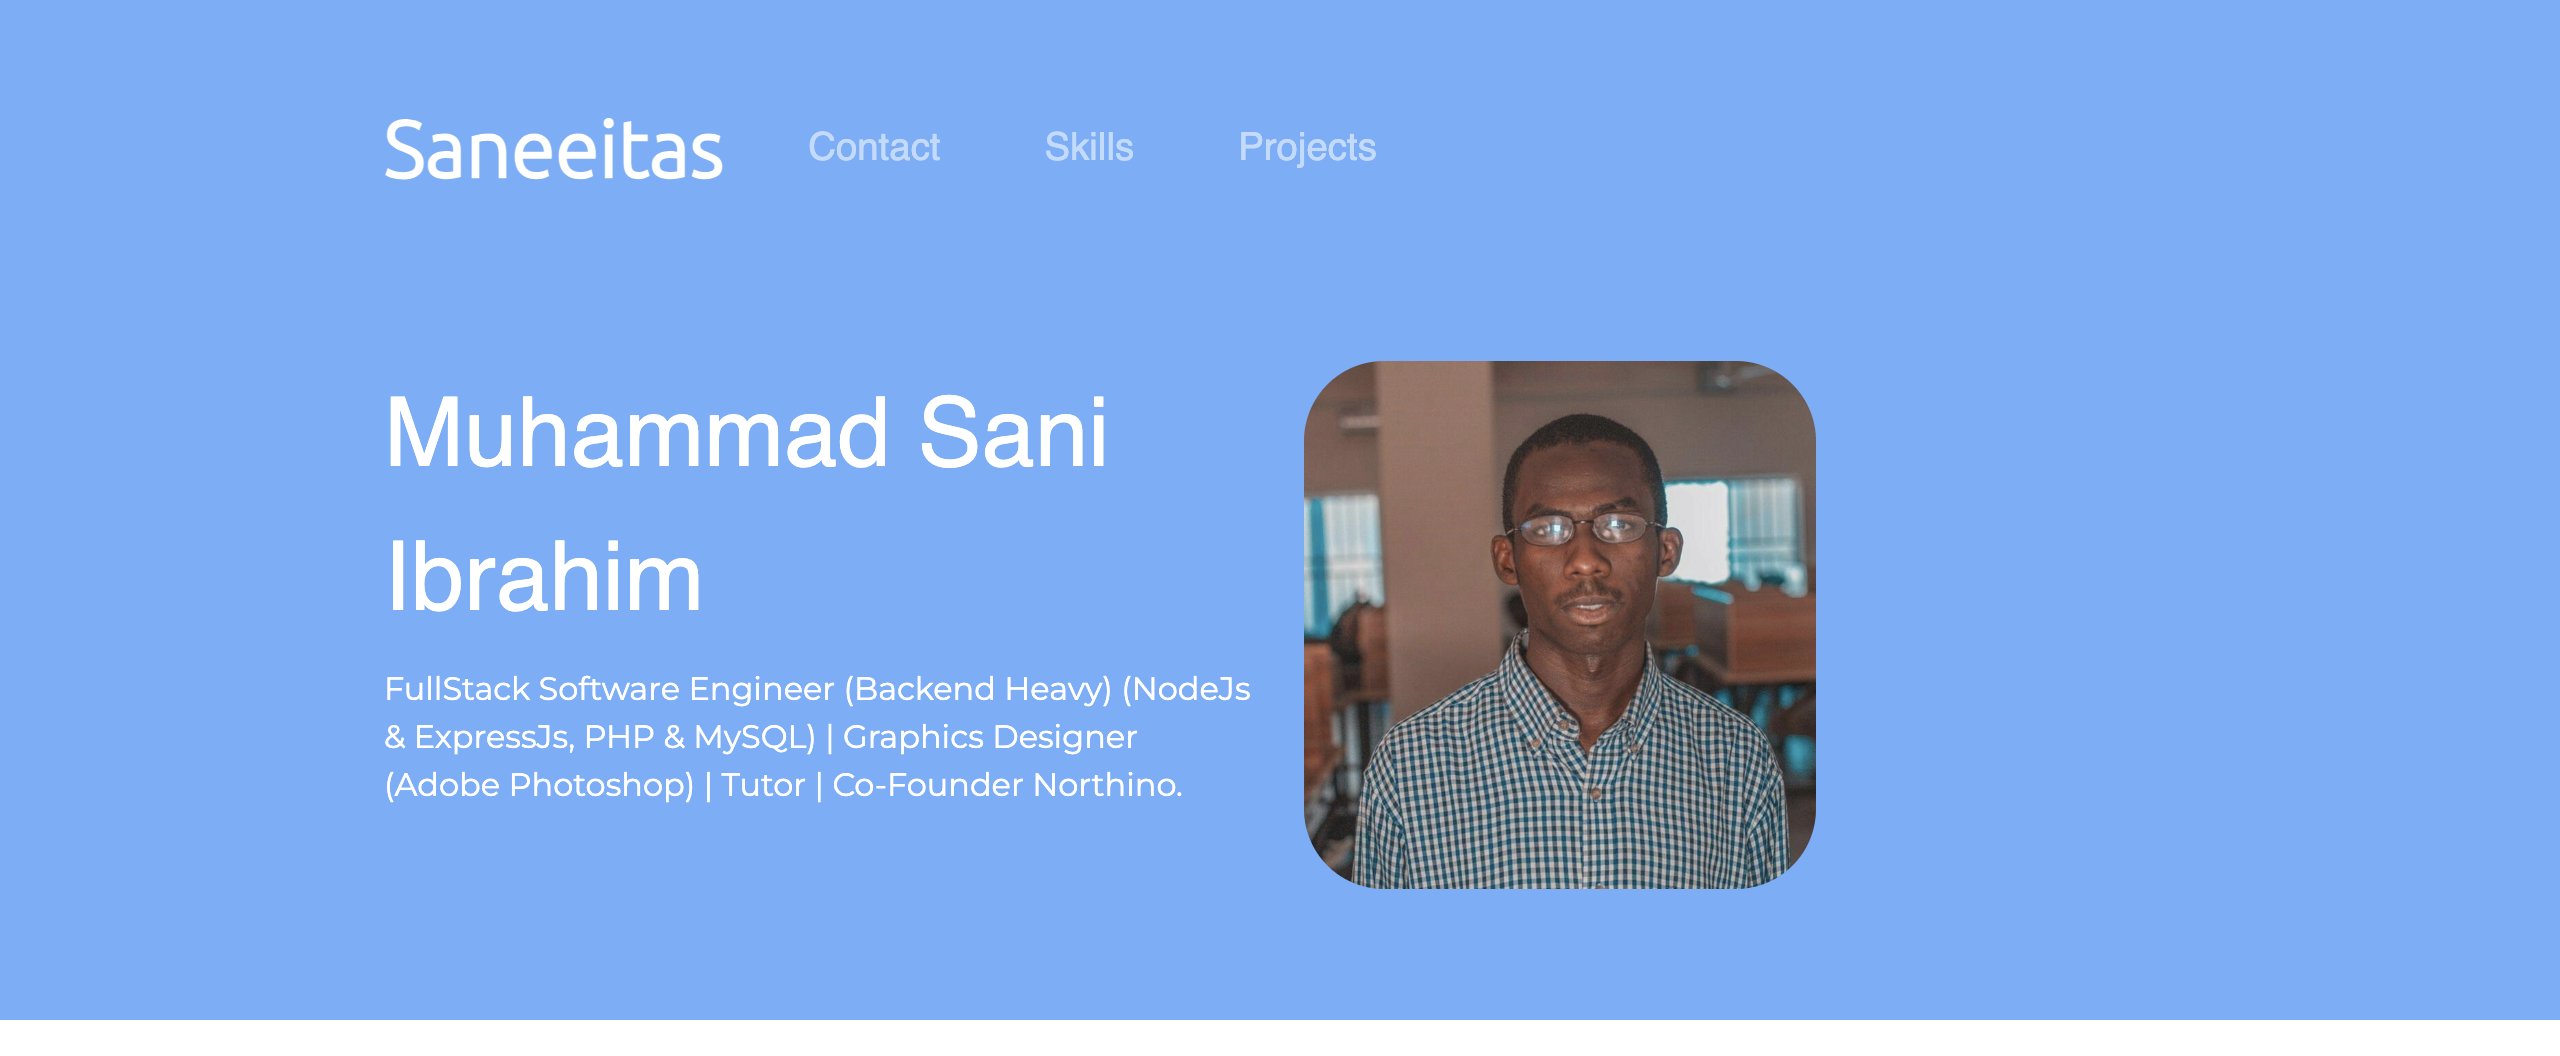 Saneeitas
Contact Skills Projects
Muhammad Sani
Ibrahim
FullStack Software Engineer (Backend Heavy) (NodeJs
& ExpressJs, PHP & MySQL) | Graphics Designer
(Adobe Photoshop) | Tutor | Co-Founder Northino.